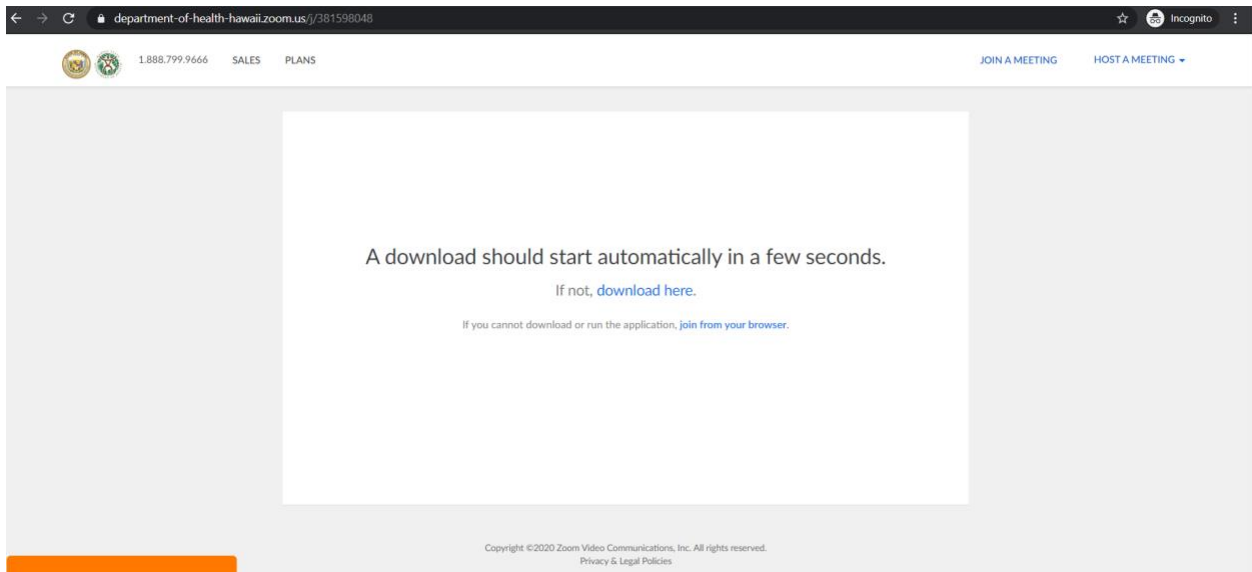 department-of-health-hawaii.zoom.us/j/381598048 Incognito
1.888.799.9666 SALES PLANS JOIN A MEETING HOST A MEETING
A download should start automatically in a few seconds.
If not, download here.
If you cannot download or run the application, join from your browser.
Copyright ©2020 Zoom Video Communications, Inc. All rights reserved.
Privacy & Legal Policies